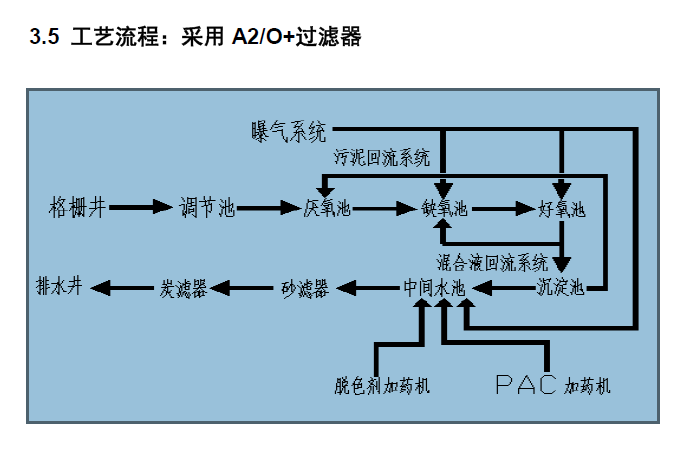 3.5 工艺流程：采用 A2/O+过滤器
曝气系统
污泥回流系统
格栅井 调节池 厌氧池 缺氧池 好氧池
混合液回流系统
排水井 炭滤器 砂滤器 中间水池 沉淀池
脱色剂加药机 PAC 加药机